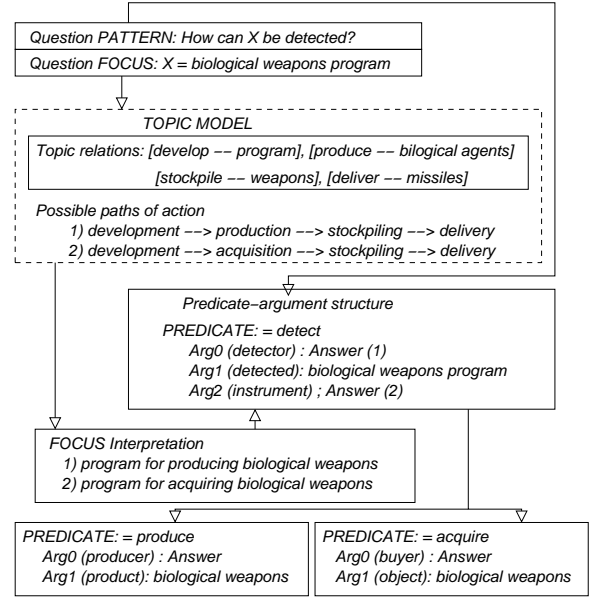 Question PATTERN: How can X be detected?
Question FOCUS: X = biological weapons program
TOPIC MODEL
Topic relations: [develop −− program], [produce −− bilogical agents]
[stockpile −− weapons], [deliver −− missiles]
Possible paths of action
1) development −−> production −−> stockpiling −−> delivery
2) development −−> acquisition −−> stockpiling −−> delivery
Predicate−argument structure
PREDICATE: = detect
Arg0 (detector) : Answer (1)
Arg1 (detected): biological weapons program
Arg2 (instrument) ; Answer (2)
FOCUS Interpretation
1) program for producing biological weapons
2) program for acquiring biological weapons
PREDICATE: = produce
Arg0 (producer) : Answer
Arg1 (product): biological weapons
PREDICATE: = acquire
Arg0 (buyer) : Answer
Arg1 (object): biological weapons